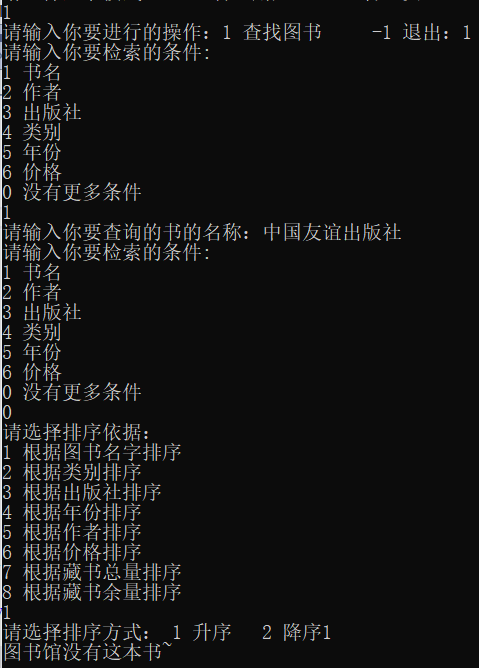 1
请输入你要进行的操作：1 查找图书     -1 退出：1
请输入你要检索的条件:
1 书名
2 作者
3 出版社
4 类别
5 年份
6 价格
0 没有更多条件
1
请输入你要查询的书的名称：中国友谊出版社
请输入你要检索的条件:
1 书名
2 作者
3 出版社
4 类别
5 年份
6 价格
0 没有更多条件
0
请选择排序依据：
1 根据图书名字排序
2 根据类别排序
3 根据出版社排序
4 根据年份排序
5 根据作者排序
6 根据价格排序
7 根据藏书总量排序
8 根据藏书余量排序
1
请选择排序方式： 1 升序   2 降序1
图书馆没有这本书~